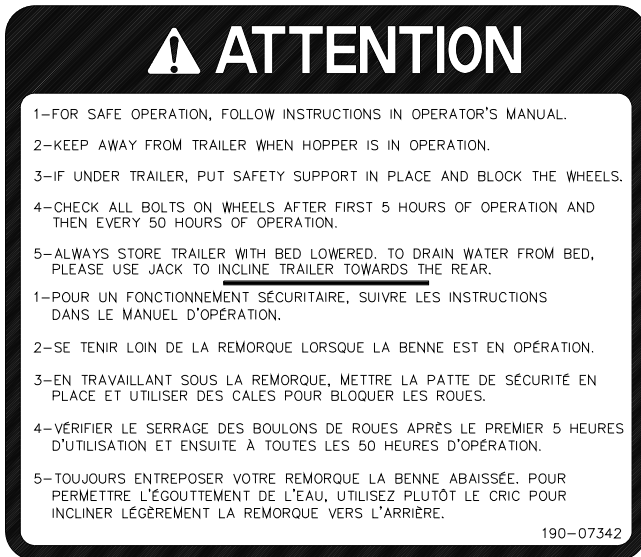 ATTENTION
1-FOR SAFE OPERATION, FOLLOW INSTRUCTIONS IN OPERATOR'S MANUAL.
2-KEEP AWAY FROM TRAILER WHEN HOPPER IS IN OPERATION.
3-IF UNDER TRAILER, PUT SAFETY SUPPORT IN PLACE AND BLOCK THE WHEELS.
4-CHECK ALL BOLTS ON WHEELS AFTER FIRST 5 HOURS OF OPERATION AND
THEN EVERY 50 HOURS OF OPERATION.
5-ALWAYS STORE TRAILER WITH BED LOWERED. TO DRAIN WATER FROM BED,
PLEASE USE JACK TO INCLINE TRAILER TOWARDS THE REAR.
1-POUR UN FONCTIONNEMENT SÉCURITAIRE, SUIVRE LES INSTRUCTIONS
DANS LE MANUEL D'OPÉRATION.
2-SE TENIR LOIN DE LA REMORQUE LORSQUE LA BENNE EST EN OPÉRATION.
3-EN TRAVAILLANT SOUS LA REMORQUE, METTRE LA PATTE DE SÉCURITÉ EN
PLACE ET UTILISER DES CALES POUR BLOQUER LES ROUES.
4-VÉRIFIER LE SERRAGE DES BOULONS DE ROUES APRÈS LE PREMIER 5 HEURES
D'UTILISATION ET ENSUITE À TOUTES LES 50 HEURES D'OPÉRATION.
5-TOUJOURS ENTREPOSER VOTRE REMORQUE LA BENNE ABAISSÉE. POUR
PERMETTRE L'ÉGOUTTEMENT DE L'EAU, UTILISEZ PLUTÔT LE CRIC POUR
INCLINER LÉGÈREMENT LA REMORQUE VERS L'ARRIÈRE.
190-07342